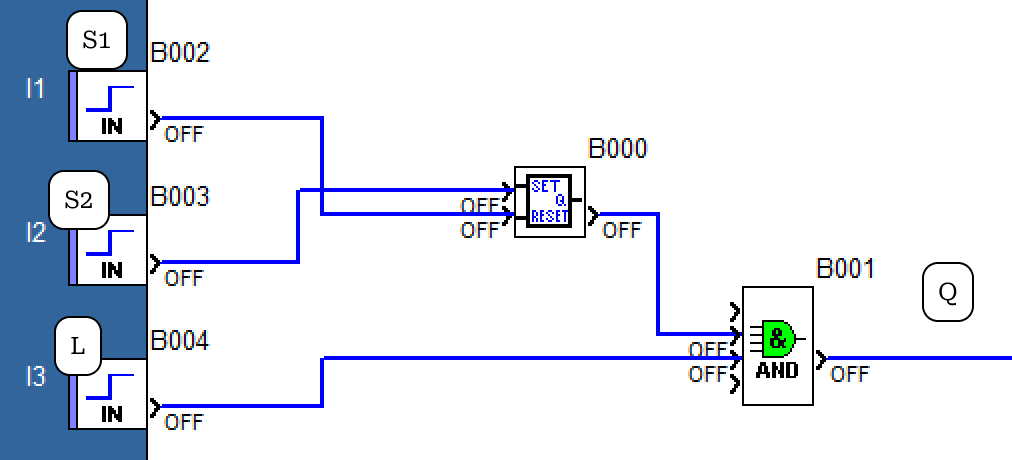 S1
B002
I1
IN
OFF
S2
B003
I2
IN
OFF
L
B004
I3
IN
OFF
B000
SET
Q
RESET
OFF
OFF
OFF
B001
Q
&
AND
OFF
OFF
OFF